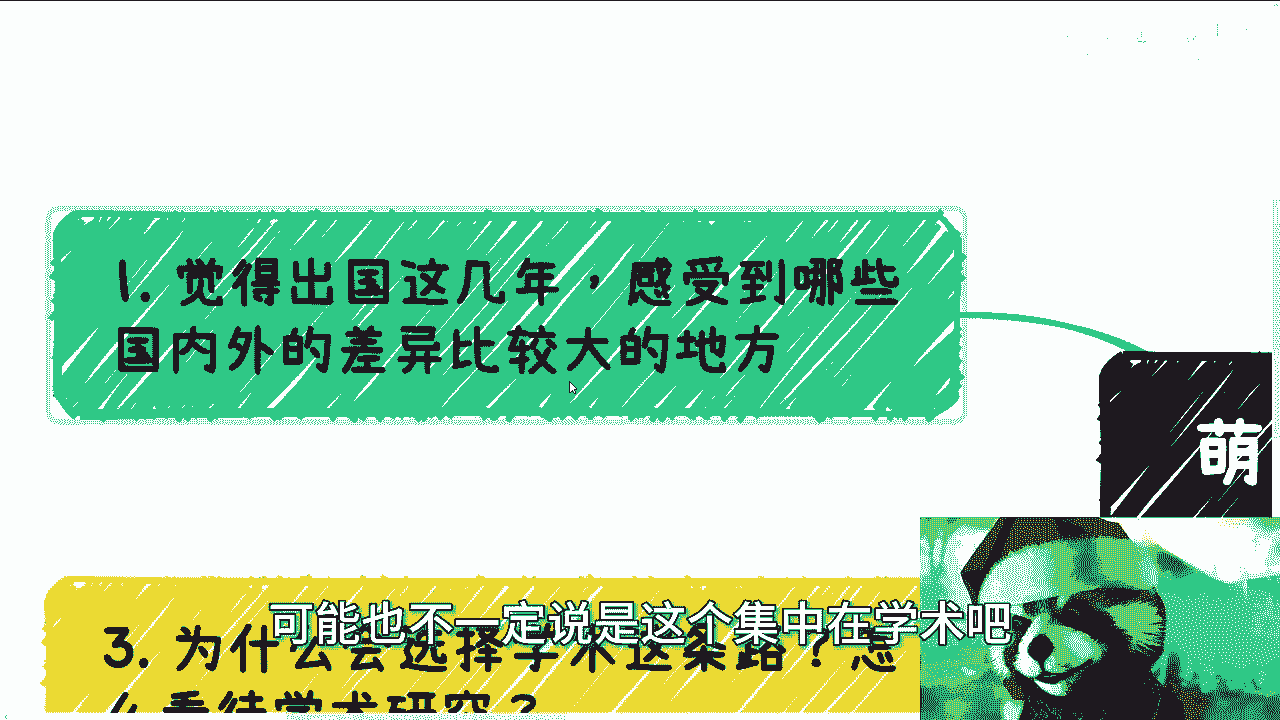 1. 觉得出国这几年，感受到哪些
国内外的差异比较大的地方
萌
可能也不一定说是这个集中在学术吧
3. 为什么会选择学术这条路？怎
么看待学术研究？